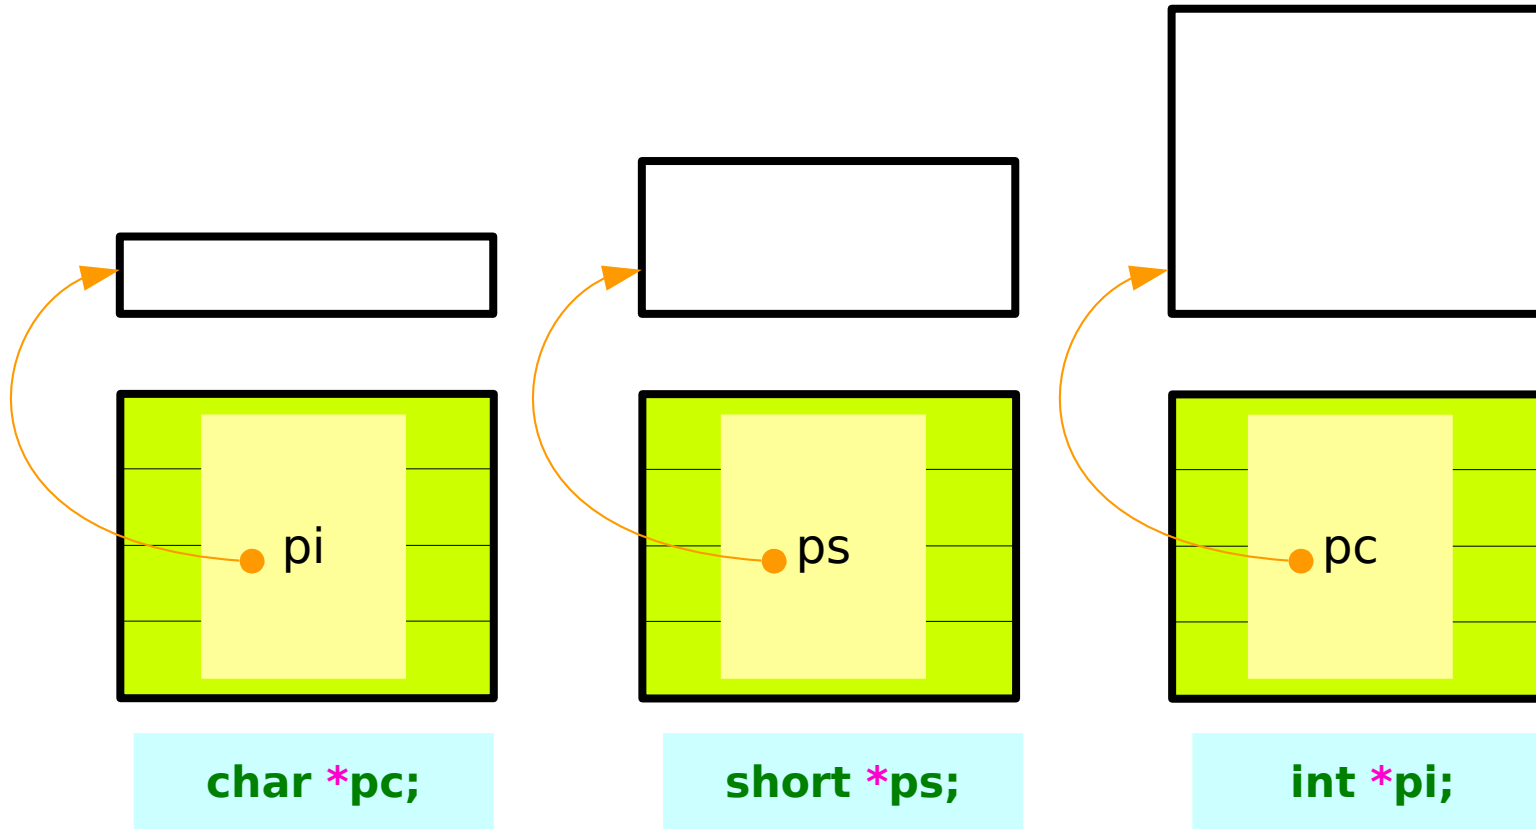 pi
ps
pc
char *pc;
short *ps;
int *pi;